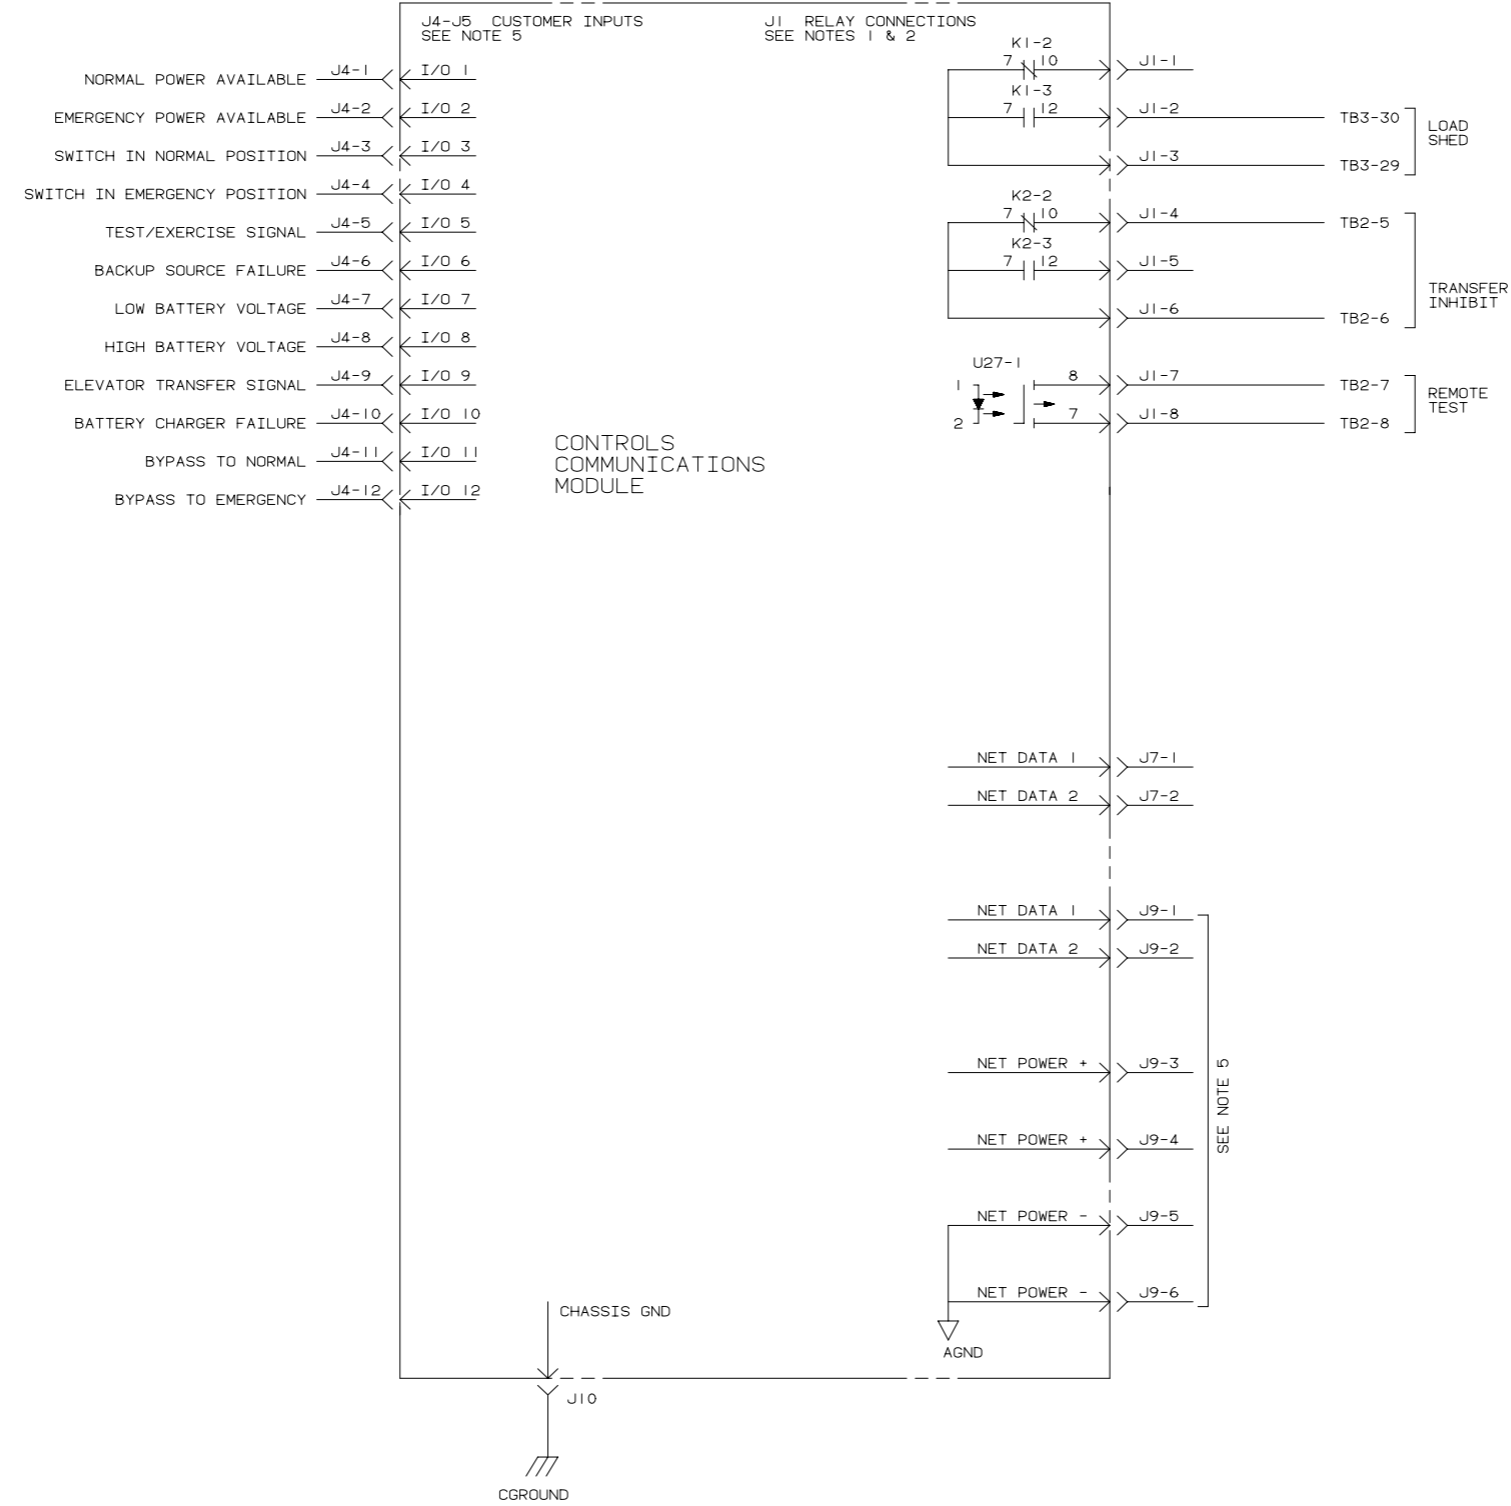 J4-J5 CUSTOMER INPUTS
SEE NOTE 5
J1 RELAY CONNECTIONS
SEE NOTES 1 & 2
NORMAL POWER AVAILABLE J4-1 I/O 1
EMERGENCY POWER AVAILABLE J4-2 I/O 2
SWITCH IN NORMAL POSITION J4-3 I/O 3
SWITCH IN EMERGENCY POSITION J4-4 I/O 4
TEST/EXERCISE SIGNAL J4-5 I/O 5
BACKUP SOURCE FAILURE J4-6 I/O 6
LOW BATTERY VOLTAGE J4-7 I/O 7
HIGH BATTERY VOLTAGE J4-8 I/O 8
ELEVATOR TRANSFER SIGNAL J4-9 I/O 9
BATTERY CHARGER FAILURE J4-10 I/O 10
BYPASS TO NORMAL J4-11 I/O 11
BYPASS TO EMERGENCY J4-12 I/O 12
CONTROLS
COMMUNICATIONS
MODULE
K1-2
7 10 J1-1
K1-3
7 12 J1-2 TB3-30
J1-3 TB3-29
LOAD
SHED
K2-2
7 10 J1-4 TB2-5
K2-3
7 12 J1-5
J1-6 TB2-6
TRANSFER
INHIBIT
U27-1
1 8 J1-7 TB2-7
2 7 J1-8 TB2-8
REMOTE
TEST
NET DATA 1 J7-1
NET DATA 2 J7-2
NET DATA 1 J9-1
NET DATA 2 J9-2
NET POWER + J9-3
NET POWER + J9-4
NET POWER - J9-5
NET POWER - J9-6
SEE NOTE 5
AGND
CHASSIS GND
J10
CGROUND